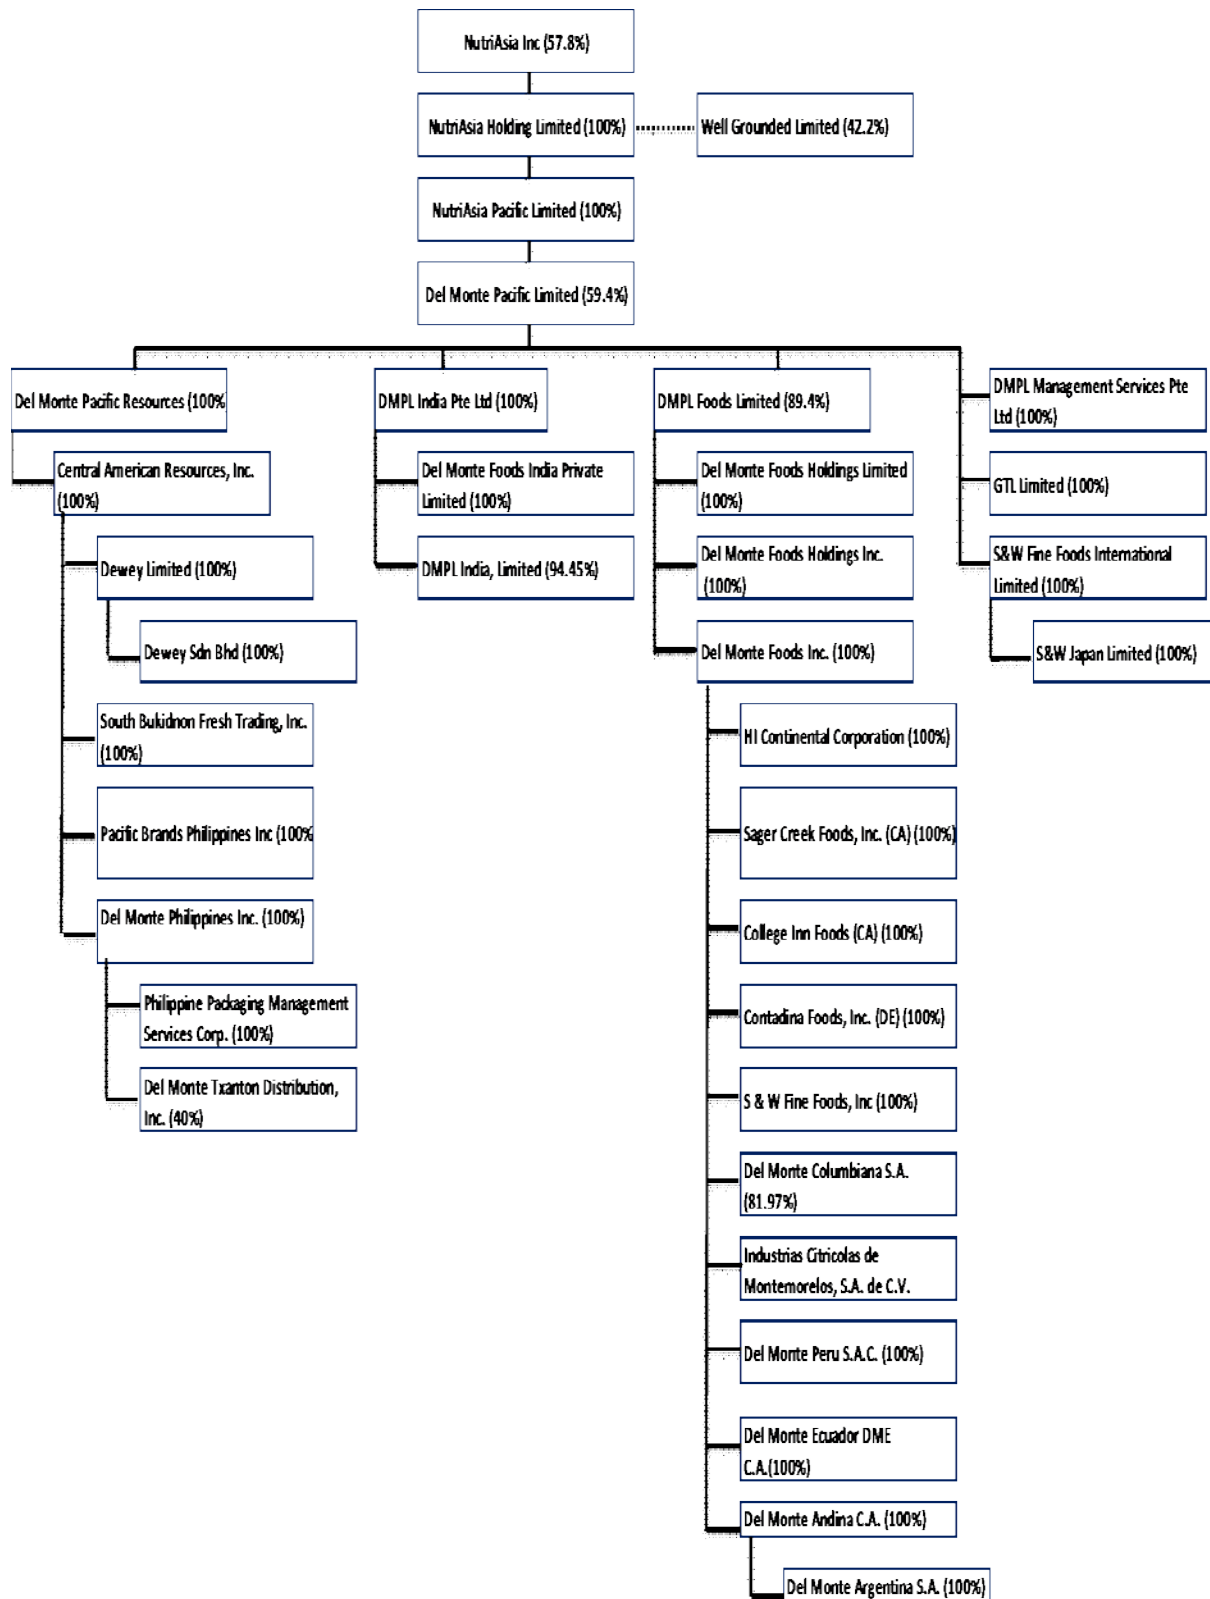 NutriAsia Inc (57.8%)
NutriAsia Holding Limited (100%)
Well Grounded Limited (42.2%)
NutriAsia Pacific Limited (100%)
Del Monte Pacific Limited (59.4%)
Del Monte Pacific Resources (100%
Central American Resources, Inc.
(100%)
Dewey Limited (100%)
Dewey Sdn Bhd (100%)
South Bukidnon Fresh Trading, Inc.
(100%)
Pacific Brands Philippines Inc (100%
Del Monte Philippines Inc. (100%)
Philippine Packaging Management
Services Corp. (100%)
Del Monte Txanton Distribution,
Inc. (40%)
DMPL India Pte Ltd (100%)
Del Monte Foods India Private
Limited (100%)
DMPL India, Limited (94.45%)
DMPL Foods Limited (89.4%)
Del Monte Foods Holdings Limited
(100%)
Del Monte Foods Holdings Inc.
(100%)
Del Monte Foods Inc. (100%)
HI Continental Corporation (100%)
Sager Creek Foods, Inc. (CA) (100%)
College Inn Foods (CA) (100%)
Contadina Foods, Inc. (DE) (100%)
S & W Fine Foods, Inc (100%)
Del Monte Columbiana S.A.
(81.97%)
Industrias Citricolas de
Montemorelos, S.A. de C.V.
Del Monte Peru S.A.C. (100%)
Del Monte Ecuador DME
C.A.(100%)
Del Monte Andina C.A. (100%)
Del Monte Argentina S.A. (100%)
DMPL Management Services Pte
Ltd (100%)
GTL Limited (100%)
S&W Fine Foods International
Limited (100%)
S&W Japan Limited (100%)